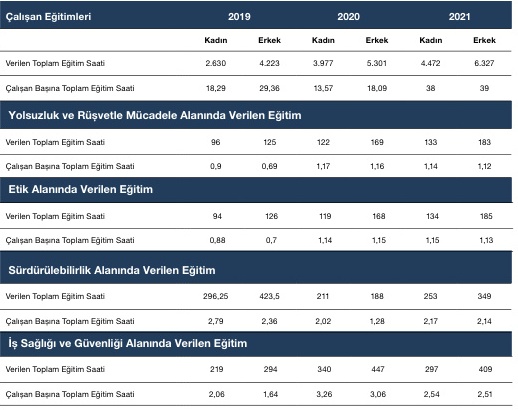 Çalışan Eğitimleri 2019 2020 2021
Kadın Erkek Kadın Erkek Kadın Erkek
Verilen Toplam Eğitim Saati 2.630 4.223 3.977 5.301 4.472 6.327
Çalışan Başına Toplam Eğitim Saati 18,29 29,36 13,57 18,09 38 39
Yolsuzluk ve Rüşvetle Mücadele Alanında Verilen Eğitim
Verilen Toplam Eğitim Saati 96 125 122 169 133 183
Çalışan Başına Toplam Eğitim Saati 0,9 0,69 1,17 1,16 1,14 1,12
Etik Alanında Verilen Eğitim
Verilen Toplam Eğitim Saati 94 126 119 168 134 185
Çalışan Başına Toplam Eğitim Saati 0,88 0,7 1,14 1,15 1,15 1,13
Sürdürülebilirlik Alanında Verilen Eğitim
Verilen Toplam Eğitim Saati 296,25 423,5 211 188 253 349
Çalışan Başına Toplam Eğitim Saati 2,79 2,36 2,02 1,28 2,17 2,14
İş Sağlığı ve Güvenliği Alanında Verilen Eğitim
Verilen Toplam Eğitim Saati 219 294 340 447 297 409
Çalışan Başına Toplam Eğitim Saati 2,06 1,64 3,26 3,06 2,54 2,51